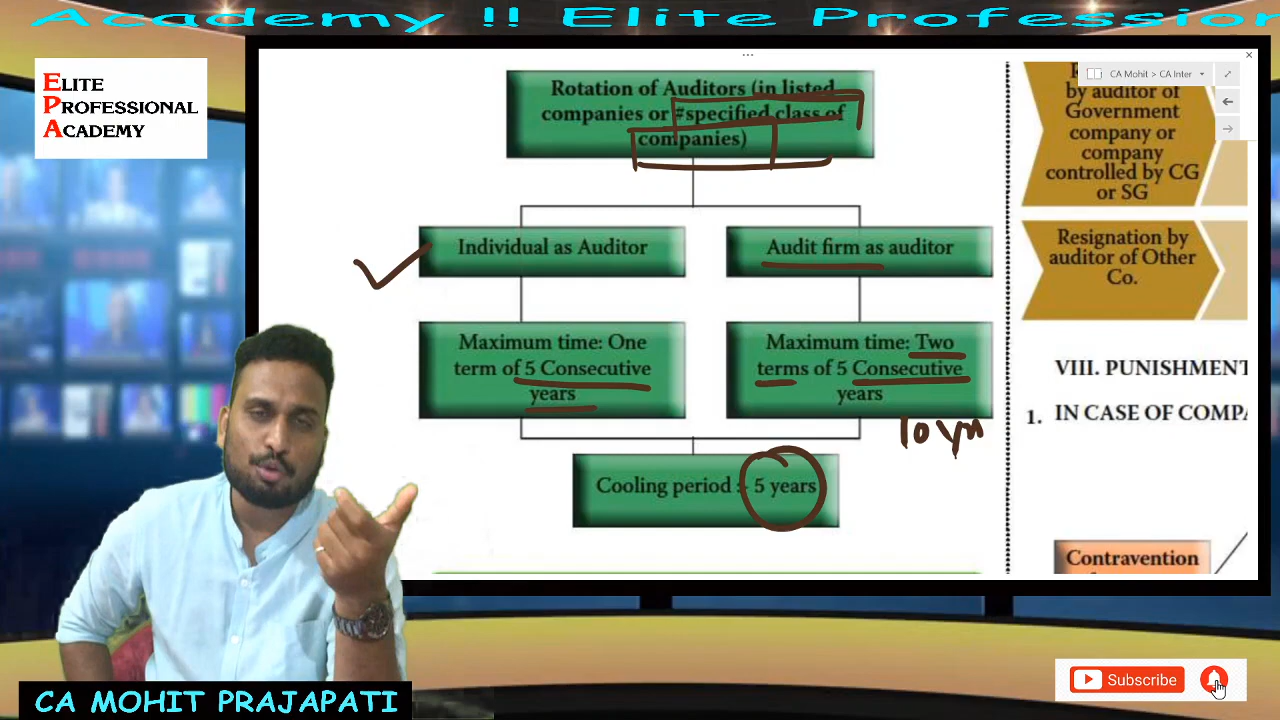 Academy !! Elite Profession
ELITE
PROFESSIONAL
ACADEMY
Rotation of Auditors (in listed
companies or #specified class of
companies)
Individual as Auditor
Audit firm as auditor
Maximum time: One
term of 5 Consecutive
years
Maximum time: Two
terms of 5 Consecutive
years
10 yrs
Cooling period :- 5 years
CA Mohit > CA Inter
by auditor of
Government
company or
company
controlled by CG
or SG
Resignation by
auditor of Other
Co.
VIII. PUNISHMENT
1. IN CASE OF COMPA
Contravention
CA MOHIT PRAJAPATI
Subscribe